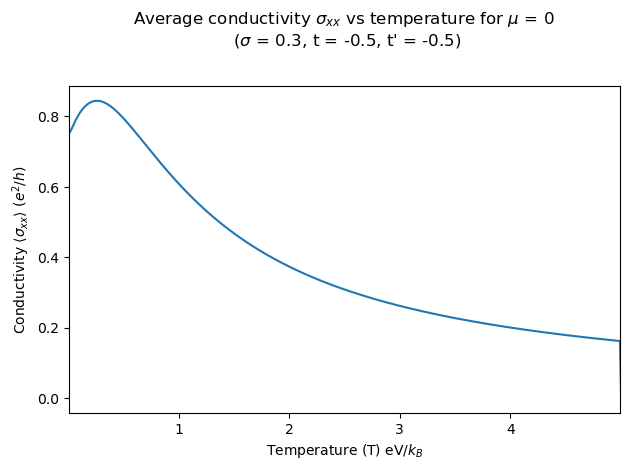 Average conductivity σxx vs temperature for μ = 0
(σ = 0.3, t = -0.5, t' = -0.5)
0.8
0.6
0.4
0.2
0.0
Conductivity ⟨σxx⟩ (e²/h)
1 2 3 4
Temperature (T) eV/kB